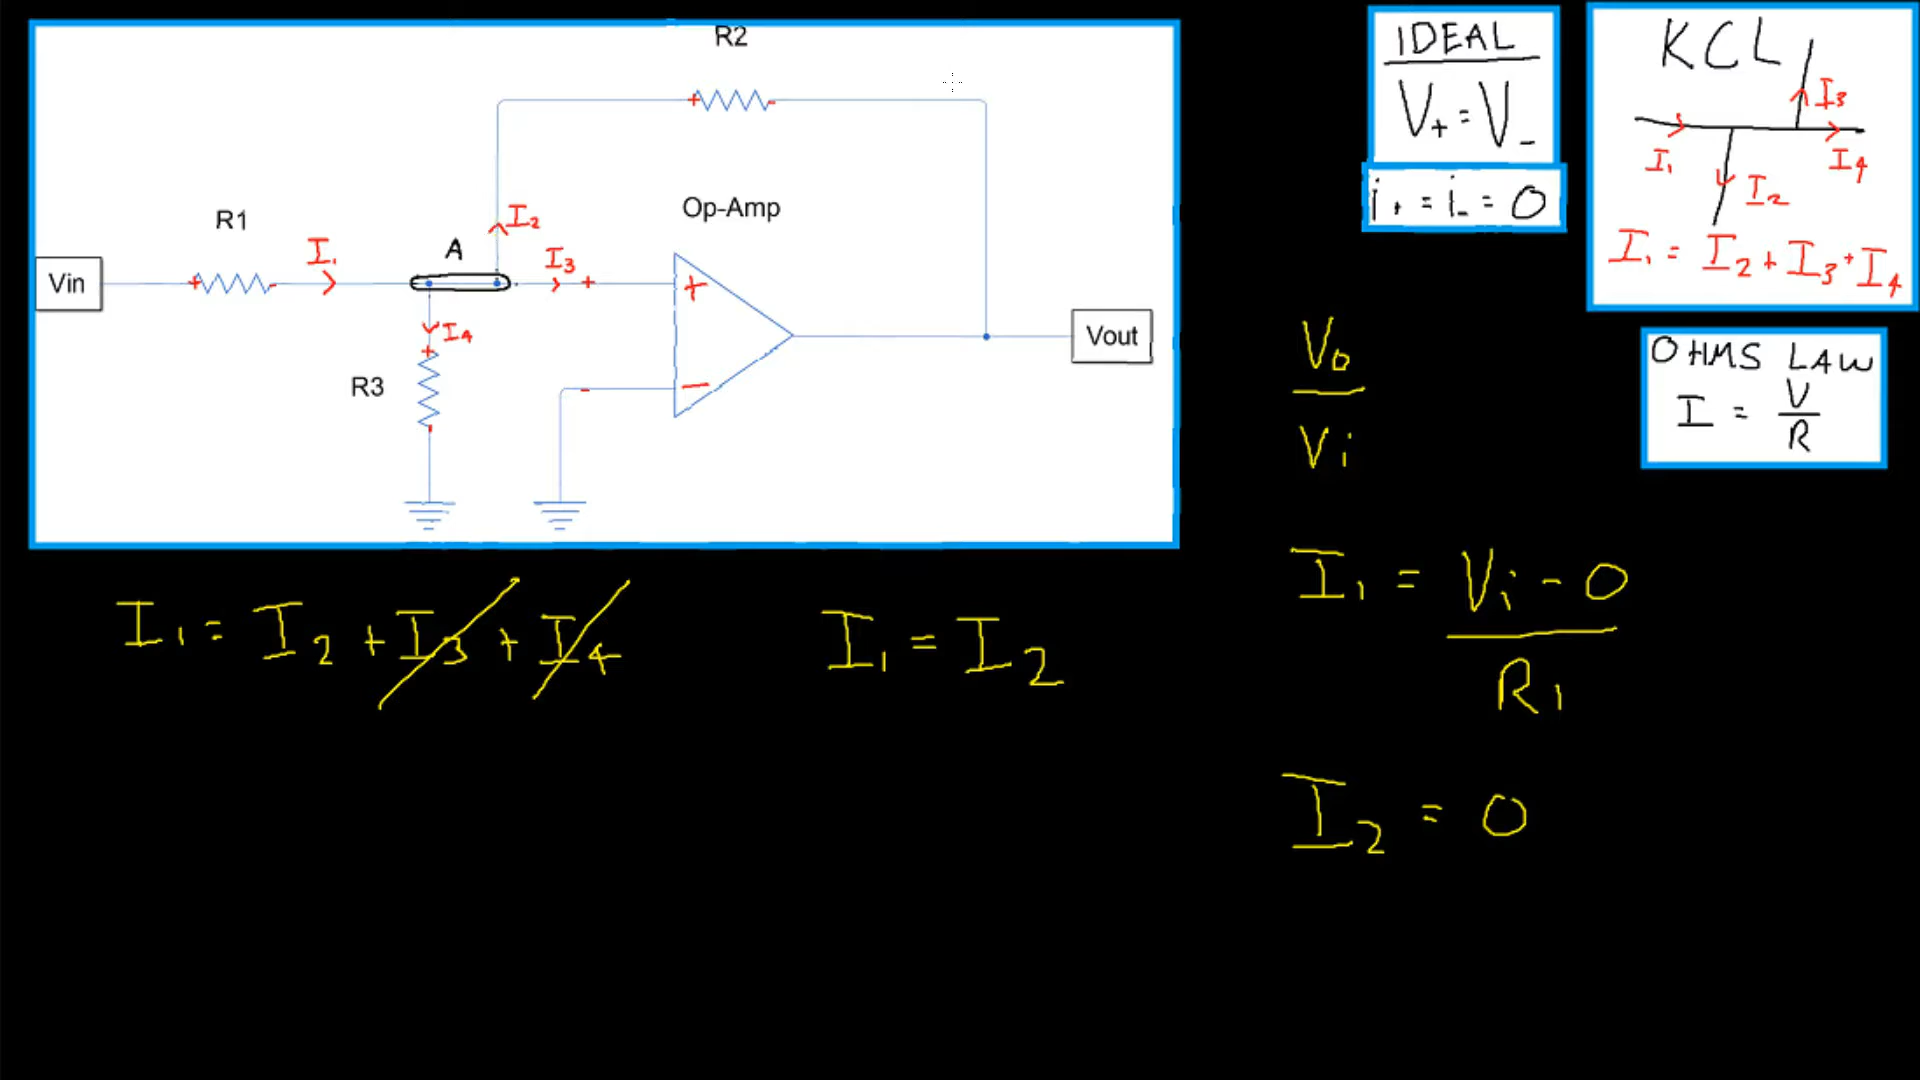 R2
Op-Amp
R1
I₁
A
I₂
I₃
+
-
Vin
Vout
I₄
R3
IDEAL
V₊ = V₋
i₊ = i₋ = 0
KCL
I₃
I₁
I₄
I₂
I₁ = I₂ + I₃ + I₄
OHMS LAW
I = V/R
Vo
Vi
I₁ = I₂ + I₃ + I₄
I₁ = I₂
I₁ = Vi - 0
R₁
I₂ = 0